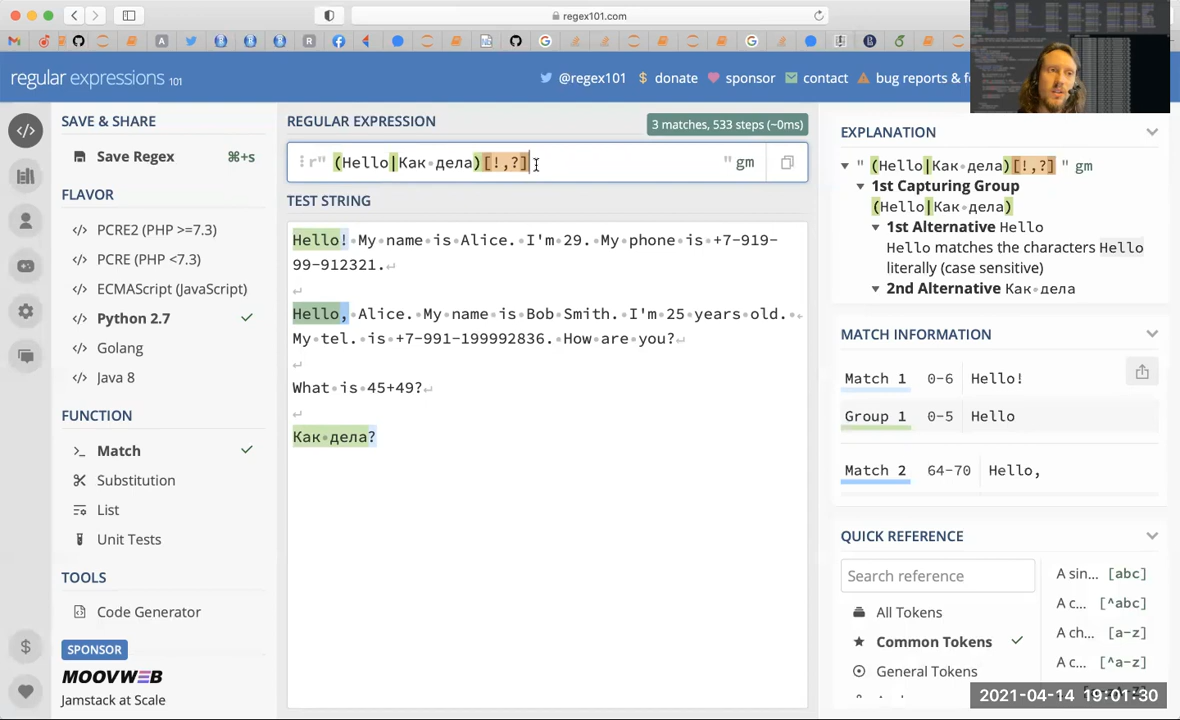 regex101.com
regular expressions 101
@regex101
$ donate
sponsor
contact
bug reports & fe
SAVE & SHARE
Save Regex
⌘+s
FLAVOR
</> PCRE2 (PHP >=7.3)
</> PCRE (PHP <7.3)
</> ECMAScript (JavaScript)
</> Python 2.7
</> Golang
</> Java 8
FUNCTION
>_ Match
Substitution
List
Unit Tests
TOOLS
Code Generator
SPONSOR
MOOVWEB
Jamstack at Scale
REGULAR EXPRESSION
3 matches, 533 steps (~0ms)
r" (Hello|Как·дела)[!,?] " gm
TEST STRING
Hello!·My·name·is·Alice.·I'm·29.·My·phone·is·+7-919-
99-912321.↵
↵
Hello,·Alice.·My·name·is·Bob·Smith.·I'm·25·years·old.·↵
My·tel.·is·+7-991-199992836.·How·are·you?↵
↵
What·is·45+49?↵
↵
Как·дела?
EXPLANATION
" (Hello|Как·дела)[!,?] " gm
1st Capturing Group
(Hello|Как·дела)
1st Alternative Hello
Hello matches the characters Hello
literally (case sensitive)
2nd Alternative Как·дела
MATCH INFORMATION
Match 1 0-6 Hello!
Group 1 0-5 Hello
Match 2 64-70 Hello,
QUICK REFERENCE
Search reference
All Tokens
Common Tokens
General Tokens
A sin... [abc]
A c... [^abc]
A ch... [a-z]
A c... [^a-z]
2021-04-14 19:01:30